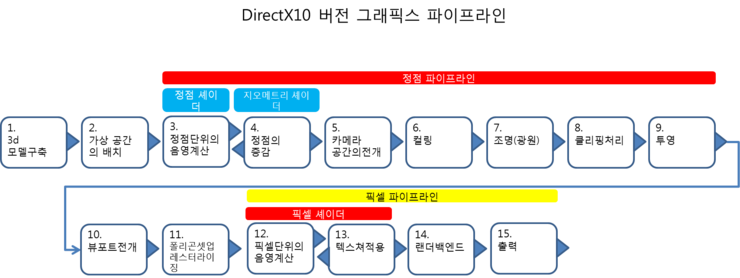 DirectX10 버전 그래픽스 파이프라인
정점 파이프라인
정점 셰이
더
지오메트리 셰이
더
1.
3d
모델구축
2.
가상 공간
의 배치
3.
정점단위의
음영계산
4.
정점의
증감
5.
카메라
공간의전개
6.
컬링
7.
조명(광원)
8.
클리핑처리
9.
투영
픽셀 파이프라인
픽셀 셰이더
10.
뷰포트전개
11.
폴리곤셋업
레스터라이
징
12.
픽셀단위의
음영계산
13.
텍스쳐적용
14.
랜더백엔드
15.
출력